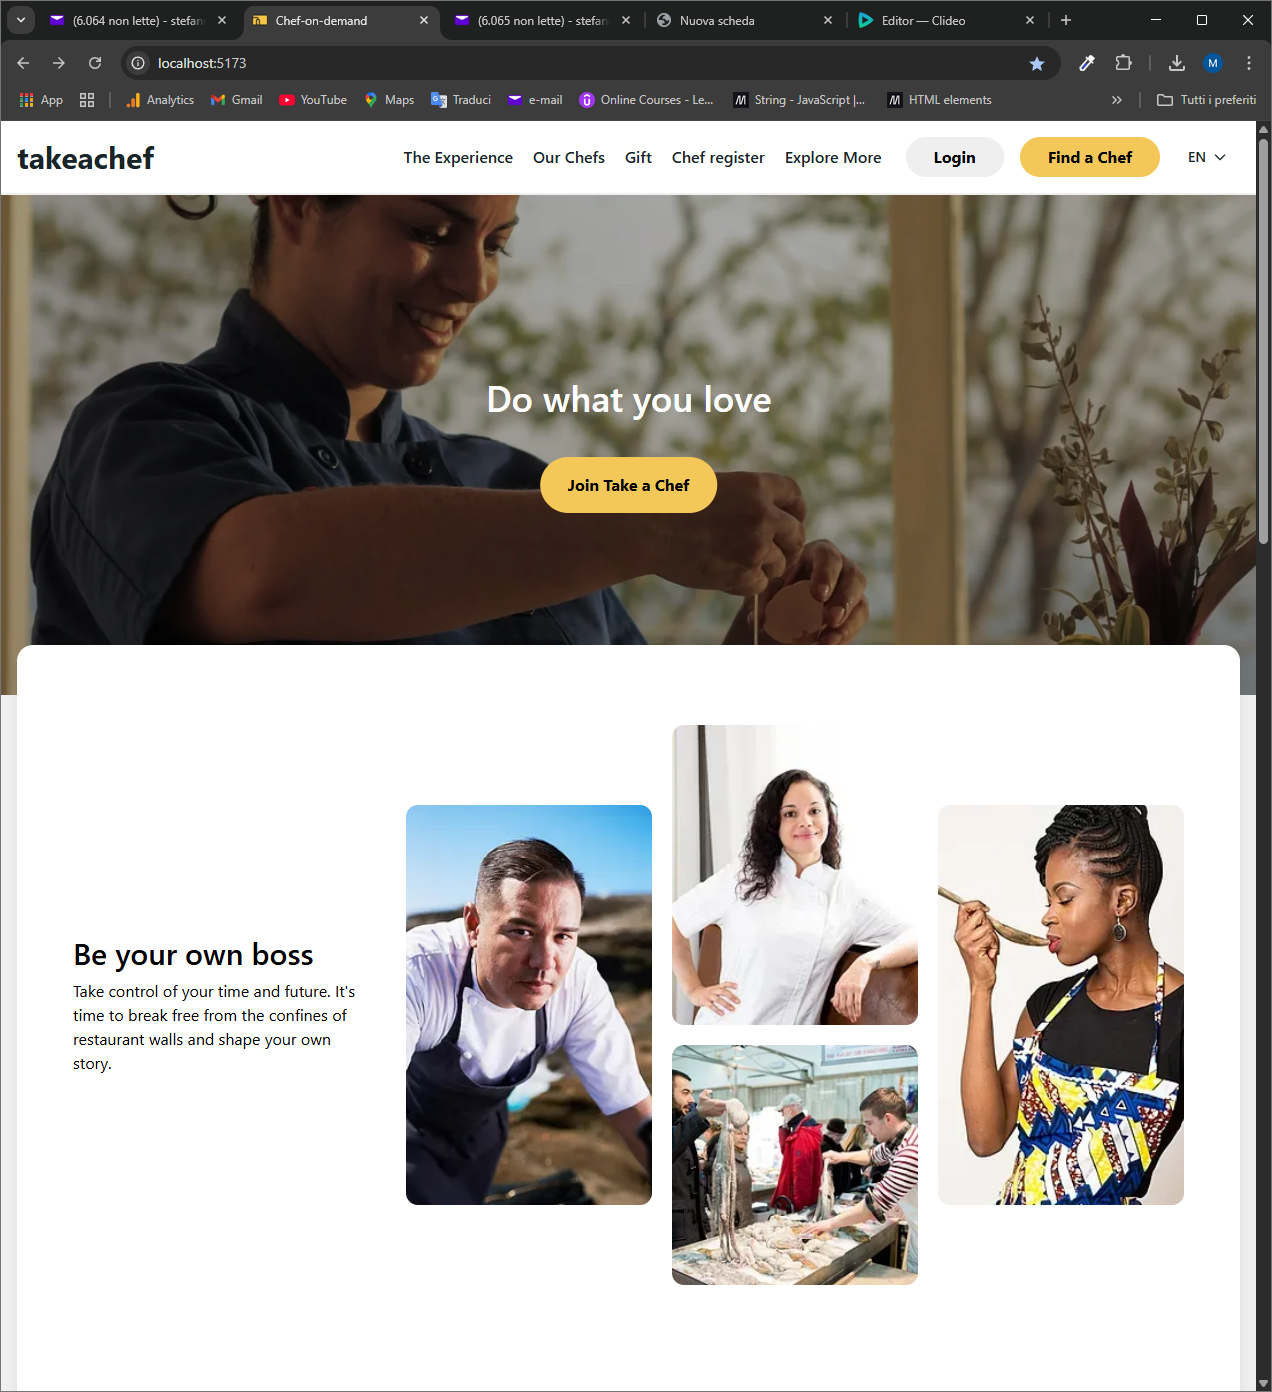 (6.064 non lette) - stefan
Chef-on-demand
(6.065 non lette) - stefan
Nuova scheda
Editor — Clideo
localhost:5173
M
App
Analytics
Gmail
YouTube
Maps
Traduci
e-mail
Online Courses - Le...
String - JavaScript |...
HTML elements
Tutti i preferiti
takeachef
The Experience
Our Chefs
Gift
Chef register
Explore More
Login
Find a Chef
EN
Do what you love
Join Take a Chef
Be your own boss
Take control of your time and future. It's
time to break free from the confines of
restaurant walls and shape your own
story.